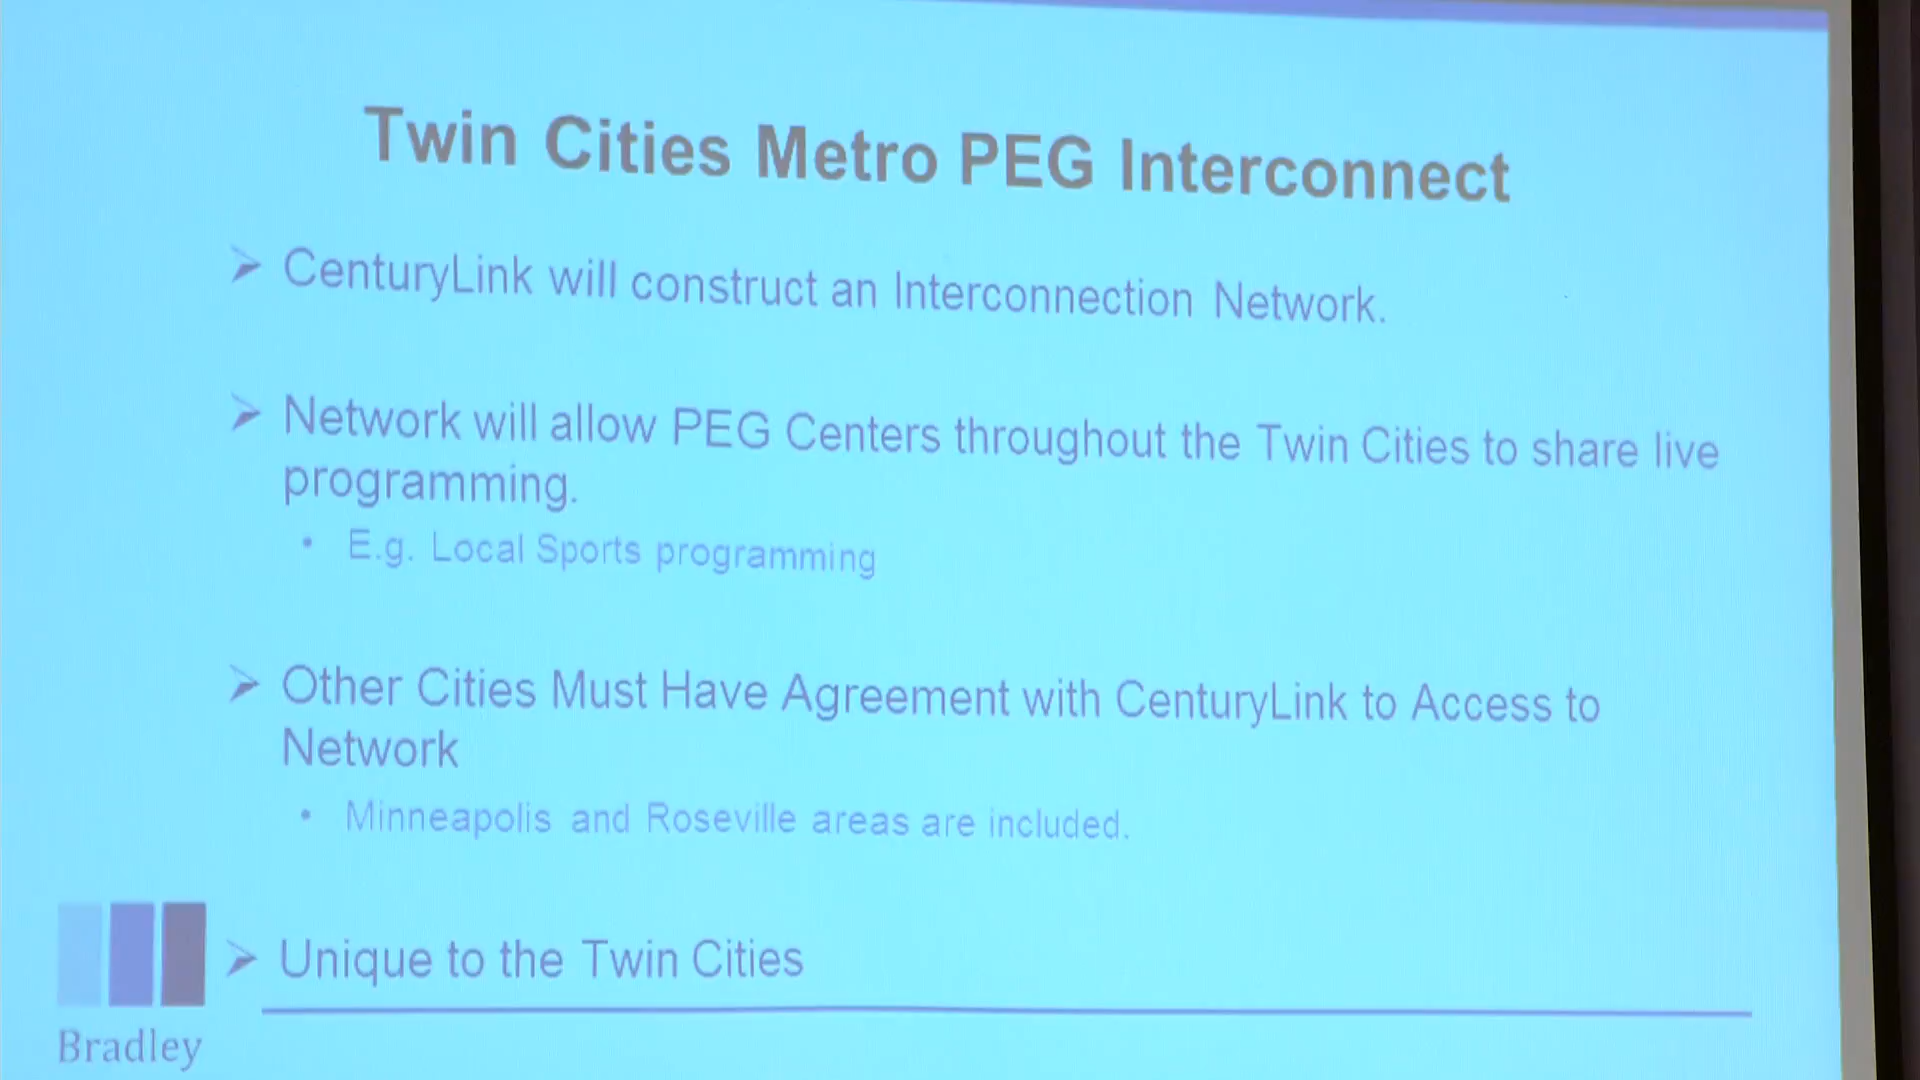 Twin Cities Metro PEG Interconnect
➢ CenturyLink will construct an Interconnection Network.
➢ Network will allow PEG Centers throughout the Twin Cities to share live
programming.
• E.g. Local Sports programming
➢ Other Cities Must Have Agreement with CenturyLink to Access to
Network
• Minneapolis and Roseville areas are included.
➢ Unique to the Twin Cities
Bradley